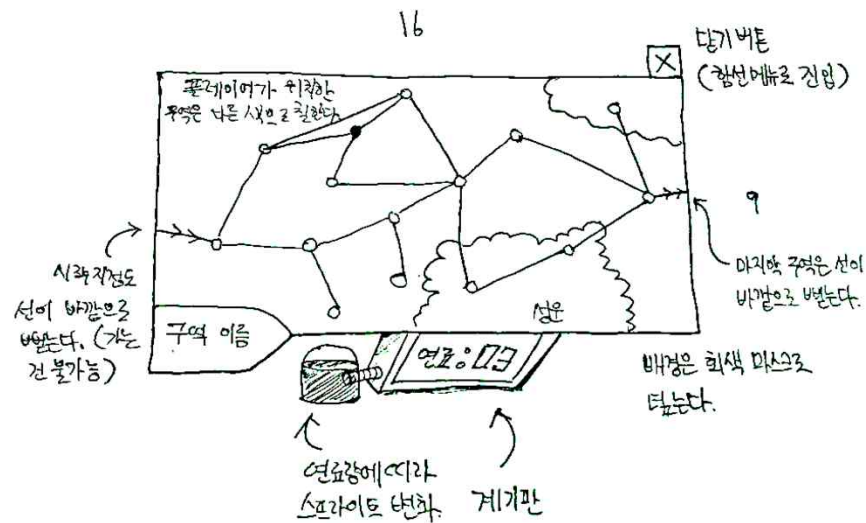 16
닫기 버튼
(함선메뉴로 진입)
X
플레이어가 위치한
구역은 다른 색으로 칠한다.
9
시작지점도
선이 바깥으로
뻗는다. (가는
건 불가능)
마지막 구역은 선이
바깥으로 뻗는다.
구역 이름
성운
연료: 03
배경은 회색 마스크로
덮는다.
연료량에 따라
스프라이트 변화.
계기판